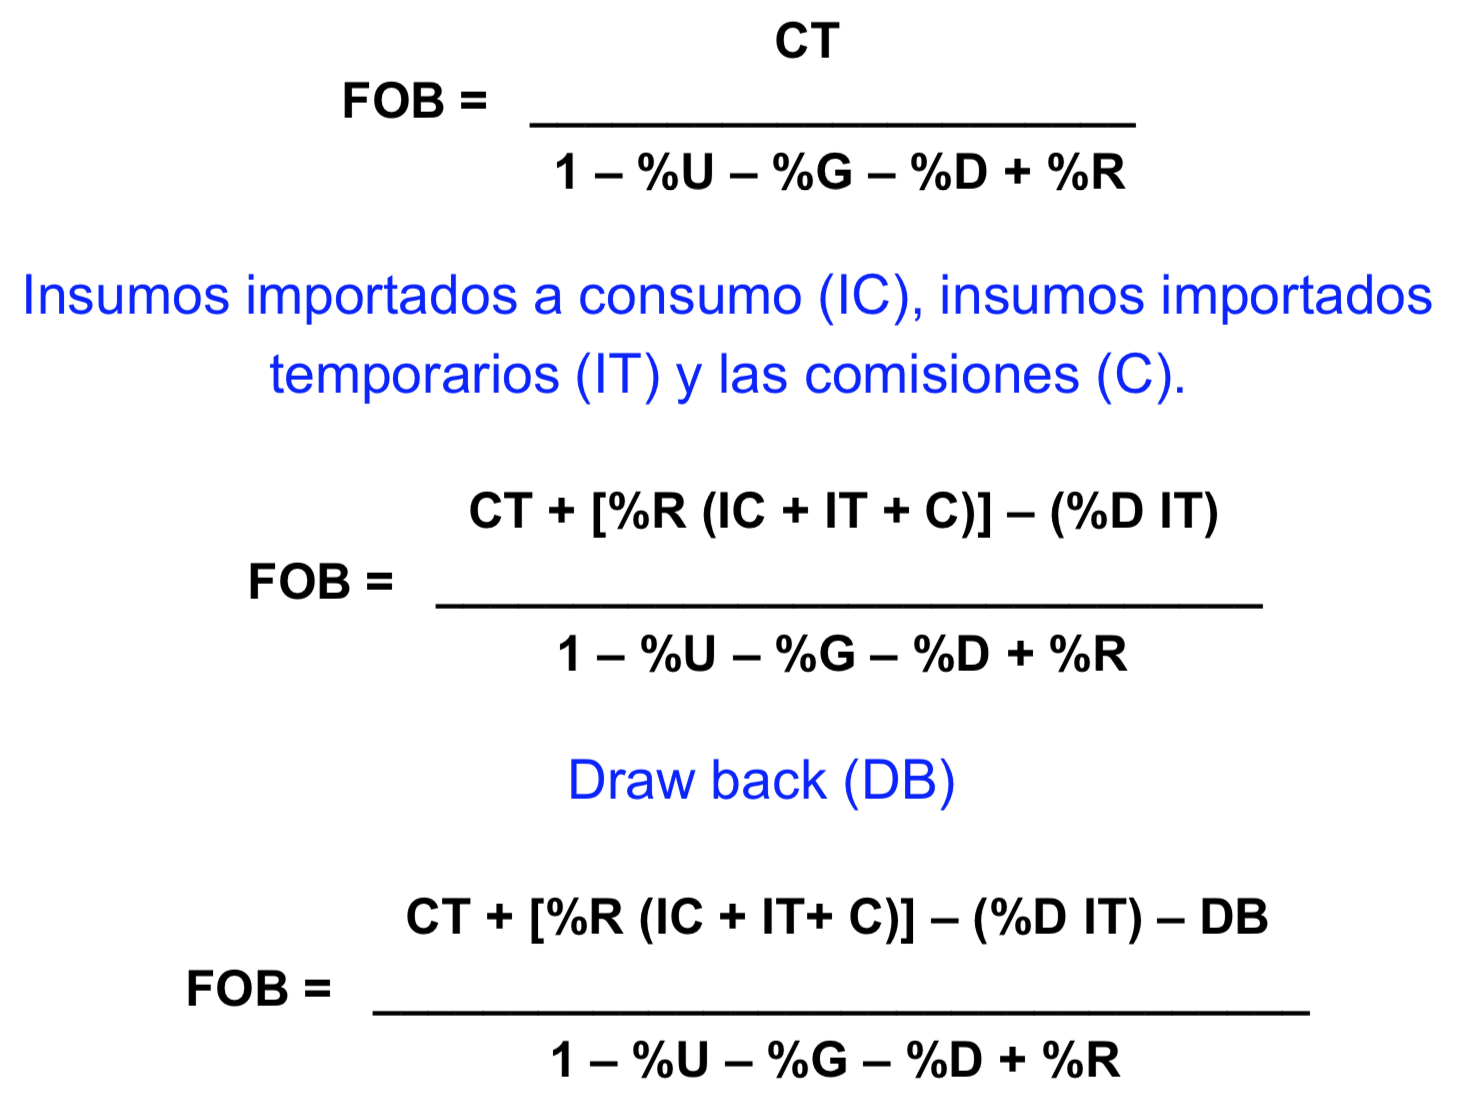 CT
FOB =
1 – %U – %G – %D + %R
Insumos importados a consumo (IC), insumos importados
temporarios (IT) y las comisiones (C).
CT + [%R (IC + IT + C)] – (%D IT)
FOB =
1 – %U – %G – %D + %R
Draw back (DB)
CT + [%R (IC + IT+ C)] – (%D IT) – DB
FOB =
1 – %U – %G – %D + %R